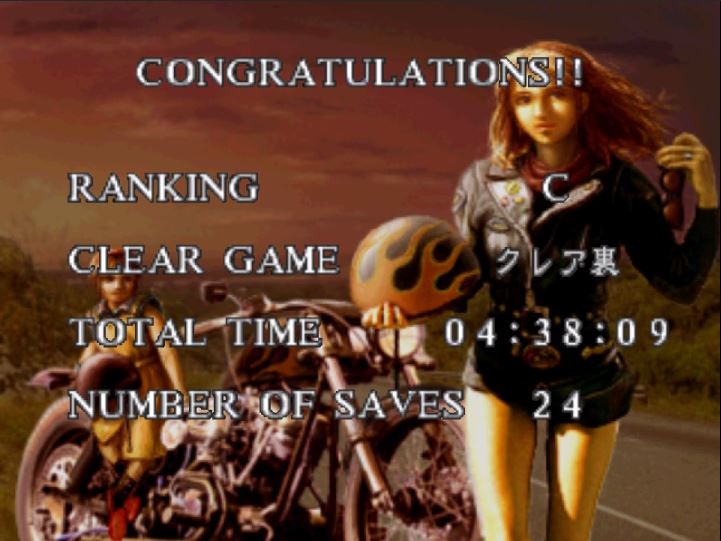 CONGRATULATIONS!!
RANKING C
CLEAR GAME クレア裏
TOTAL TIME 04:38:09
NUMBER OF SAVES 24